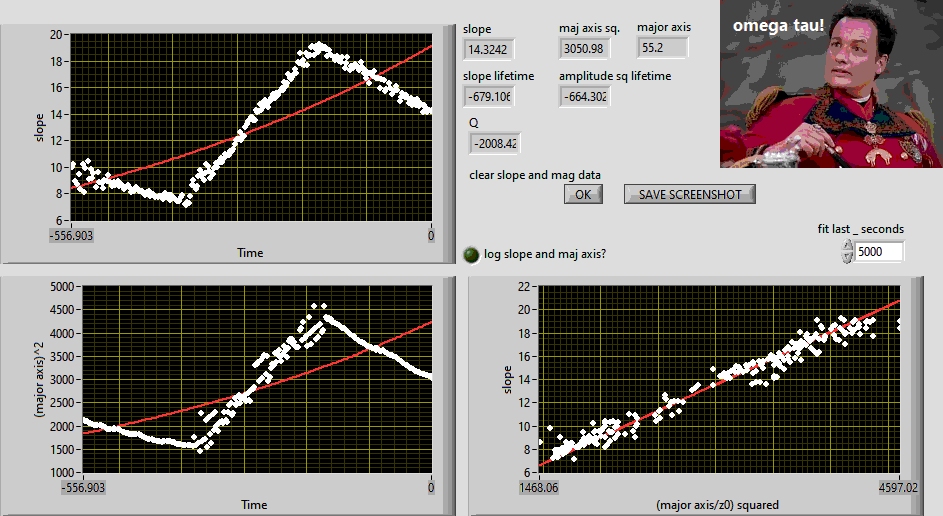 20
18
16
14
12
10
8
6
slope
-556.903
0
Time
slope
maj axis sq.
major axis
14.3242
3050.98
55.2
slope lifetime
amplitude sq lifetime
-679.106
-664.302
Q
-2008.42
clear slope and mag data
OK
SAVE SCREENSHOT
omega tau!
fit last _ seconds
5000
log slope and maj axis?
5000
4500
4000
3500
3000
2500
2000
1500
1000
(major axis)^2
-556.903
0
Time
22
20
18
16
14
12
10
8
6
slope
1468.06
4597.02
(major axis/z0) squared